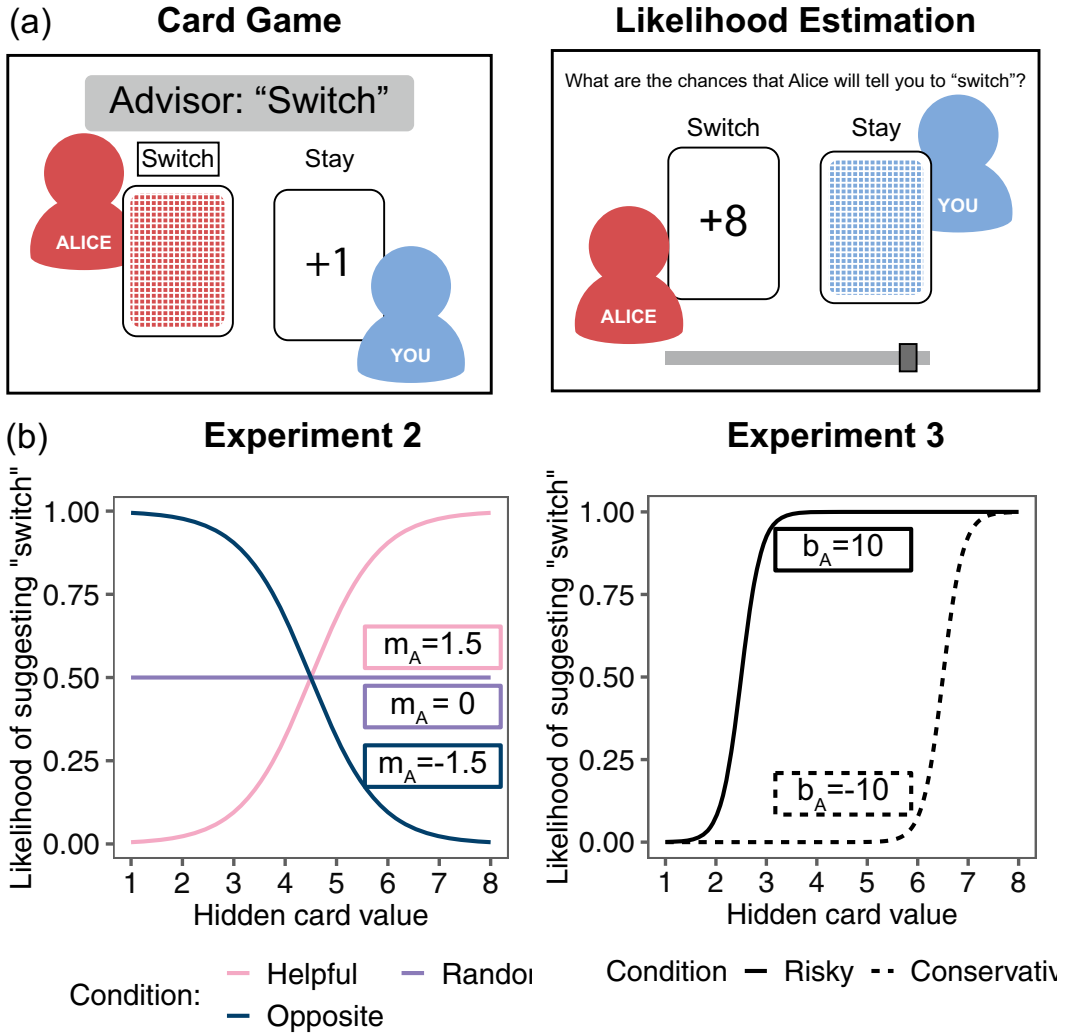 (a)
Card Game
Likelihood Estimation
Advisor: “Switch”
Switch
Stay
ALICE
+1
YOU
What are the chances that Alice will tell you to “switch”?
Switch
Stay
+8
YOU
ALICE
(b)
Experiment 2
Experiment 3
Likelihood of suggesting "switch"
1.00
0.75
0.50
0.25
0.00
m_A=1.5
m_A = 0
m_A=-1.5
1 2 3 4 5 6 7 8
Hidden card value
Condition:
Helpful
Randor
Opposite
Likelihood of suggesting "switch"
1.00
0.75
0.50
0.25
0.00
b_A=10
b_A=-10
1 2 3 4 5 6 7 8
Hidden card value
Condition
Risky
Conservativ